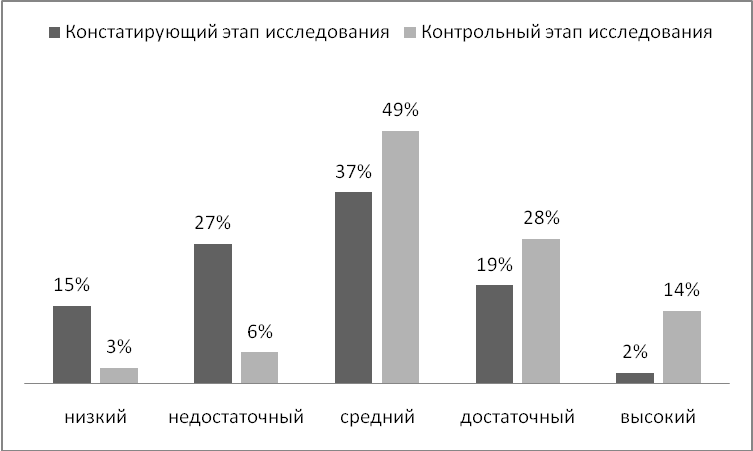 Констатирующий этап исследования Контрольный этап исследования
49%
37%
27% 28%
19%
15% 14%
3% 6% 2%
низкий недостаточный средний достаточный высокий